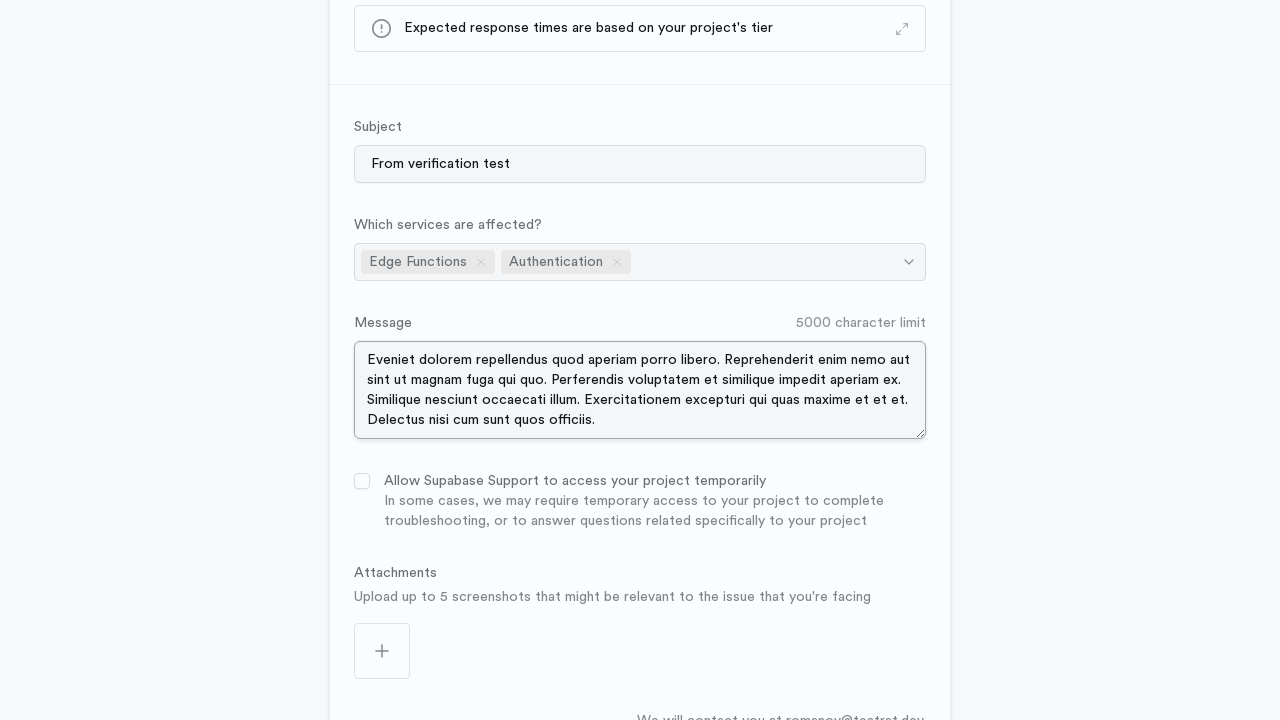 Expected response times are based on your project's tier
Subject
From verification test
Which services are affected?
Edge Functions
Authentication
Message
5000 character limit
Eveniet dolorem repellendus quod aperiam porro libero. Reprehenderit enim nemo aut
sint ut magnam fuga qui quo. Perferendis voluptatem et similique impedit aperiam ex.
Similique nesciunt occaecati illum. Exercitationem excepturi qui quas maxime et et et.
Delectus nisi cum sunt quos officiis.
Allow Supabase Support to access your project temporarily
In some cases, we may require temporary access to your project to complete
troubleshooting, or to answer questions related specifically to your project
Attachments
Upload up to 5 screenshots that might be relevant to the issue that you're facing
We will contact you at